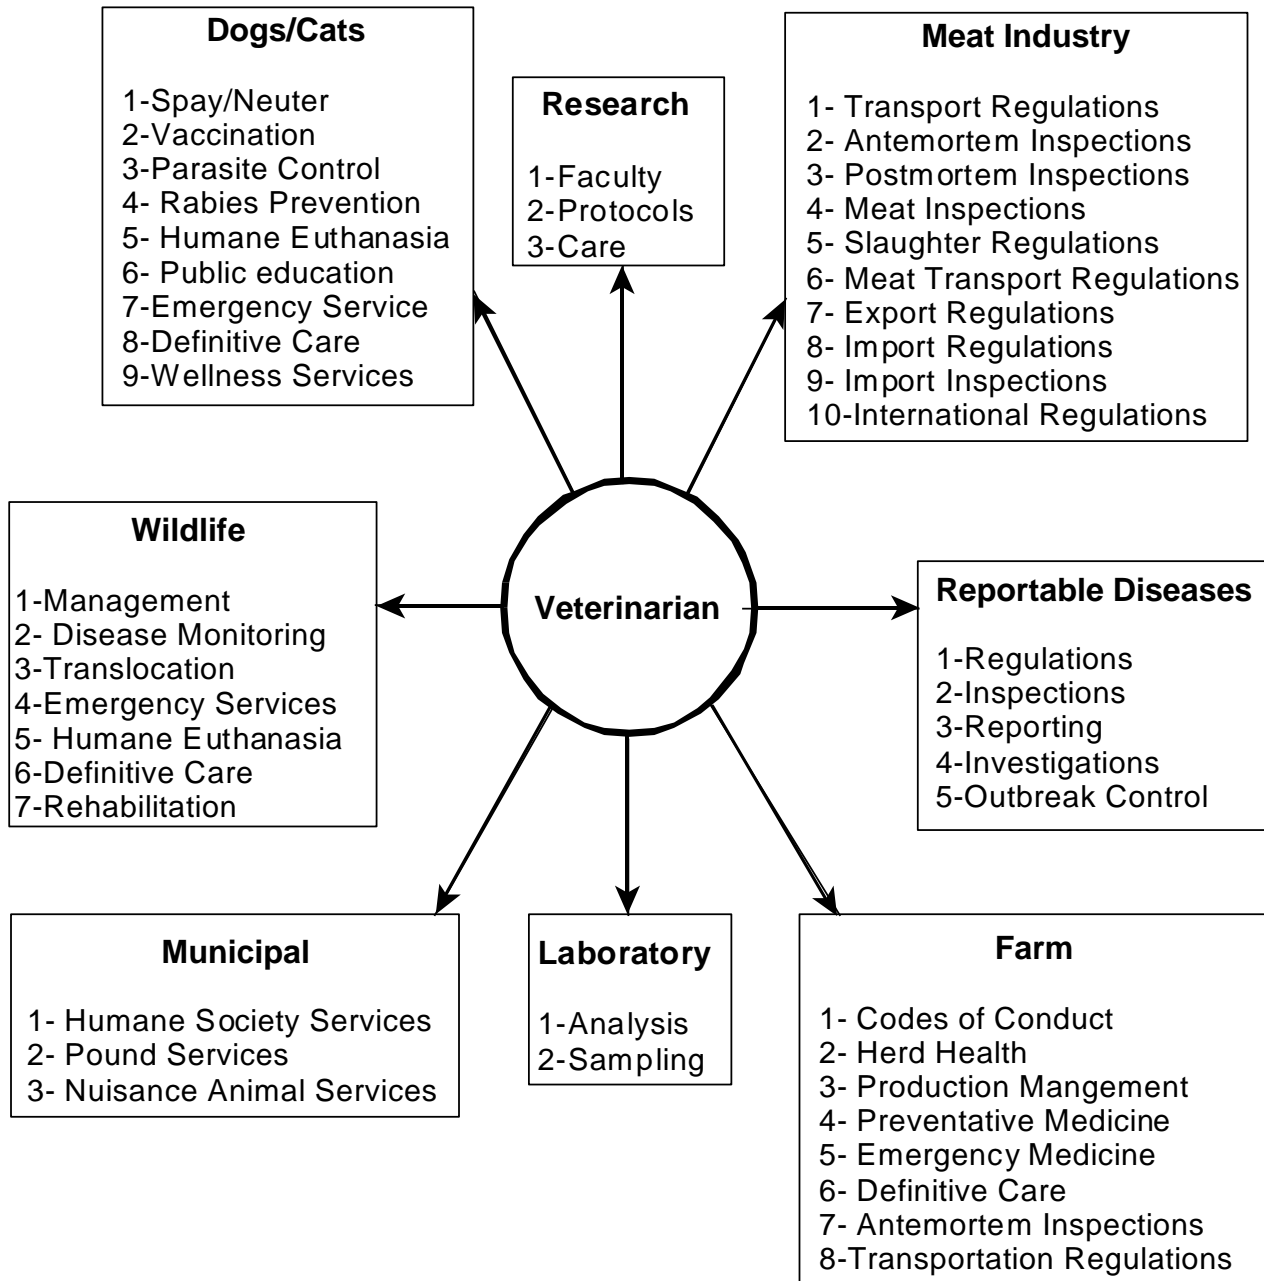 Dogs/Cats
1-Spay/Neuter
2-Vaccination
3-Parasite Control
4- Rabies Prevention
5- Humane Euthanasia
6- Public education
7-Emergency Service
8-Definitive Care
9-Wellness Services
Research
1-Faculty
2-Protocols
3-Care
Meat Industry
1- Transport Regulations
2- Antemortem Inspections
3- Postmortem Inspections
4- Meat Inspections
5- Slaughter Regulations
6- Meat Transport Regulations
7- Export Regulations
8- Import Regulations
9- Import Inspections
10-International Regulations
Wildlife
1-Management
2- Disease Monitoring
3-Translocation
4-Emergency Services
5- Humane Euthanasia
6-Definitive Care
7-Rehabilitation
Veterinarian
Reportable Diseases
1-Regulations
2-Inspections
3-Reporting
4-Investigations
5-Outbreak Control
Municipal
1- Humane Society Services
2- Pound Services
3- Nuisance Animal Services
Laboratory
1-Analysis
2-Sampling
Farm
1- Codes of Conduct
2- Herd Health
3- Production Mangement
4- Preventative Medicine
5- Emergency Medicine
6- Definitive Care
7- Antemortem Inspections
8-Transportation Regulations